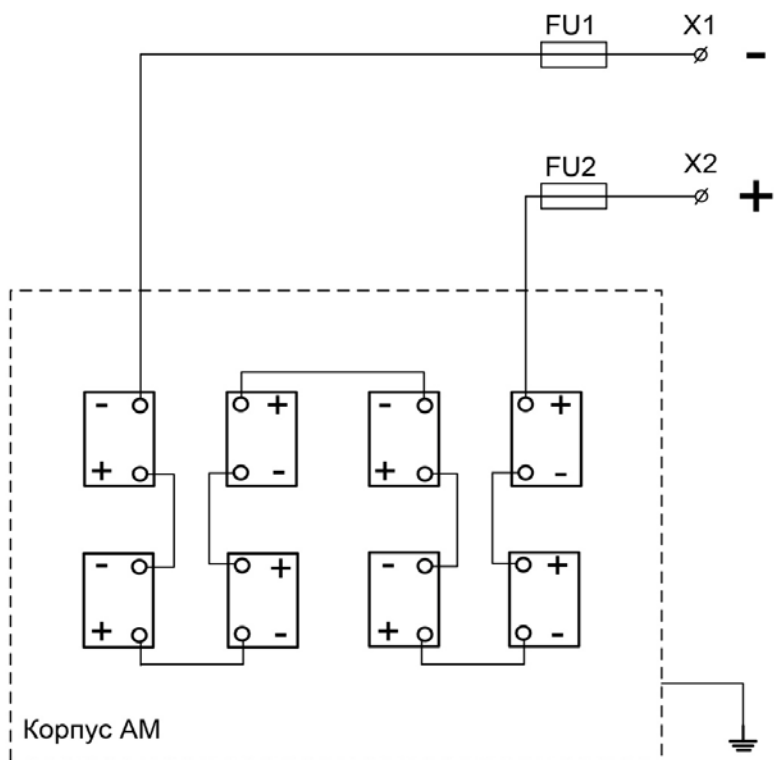 FU1 X1 -
FU2 X2 +
- + - +
+ - + -
- + - +
+ - + -
Корпус АМ